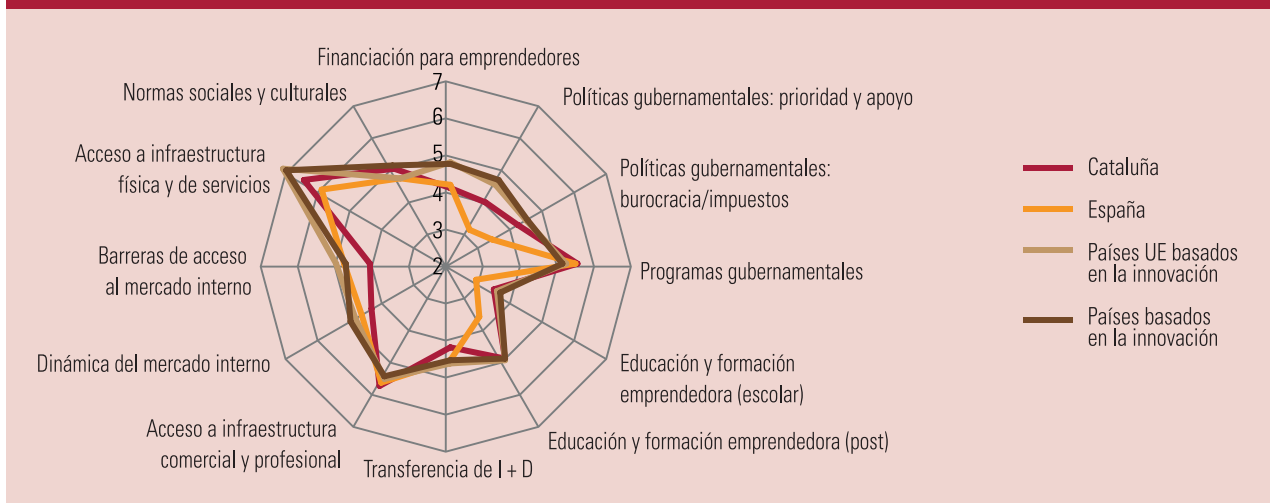 Financiación para emprendedores
Políticas gubernamentales: prioridad y apoyo
Políticas gubernamentales:
burocracia/impuestos
Programas gubernamentales
Educación y formación
emprendedora (escolar)
Educación y formación emprendedora (post)
Transferencia de I + D
Acceso a infraestructura
comercial y profesional
Dinámica del mercado interno
Barreras de acceso
al mercado interno
Acceso a infraestructura
física y de servicios
Normas sociales y culturales
7
6
5
4
3
2
Cataluña
España
Países UE basados
en la innovación
Países basados
en la innovación